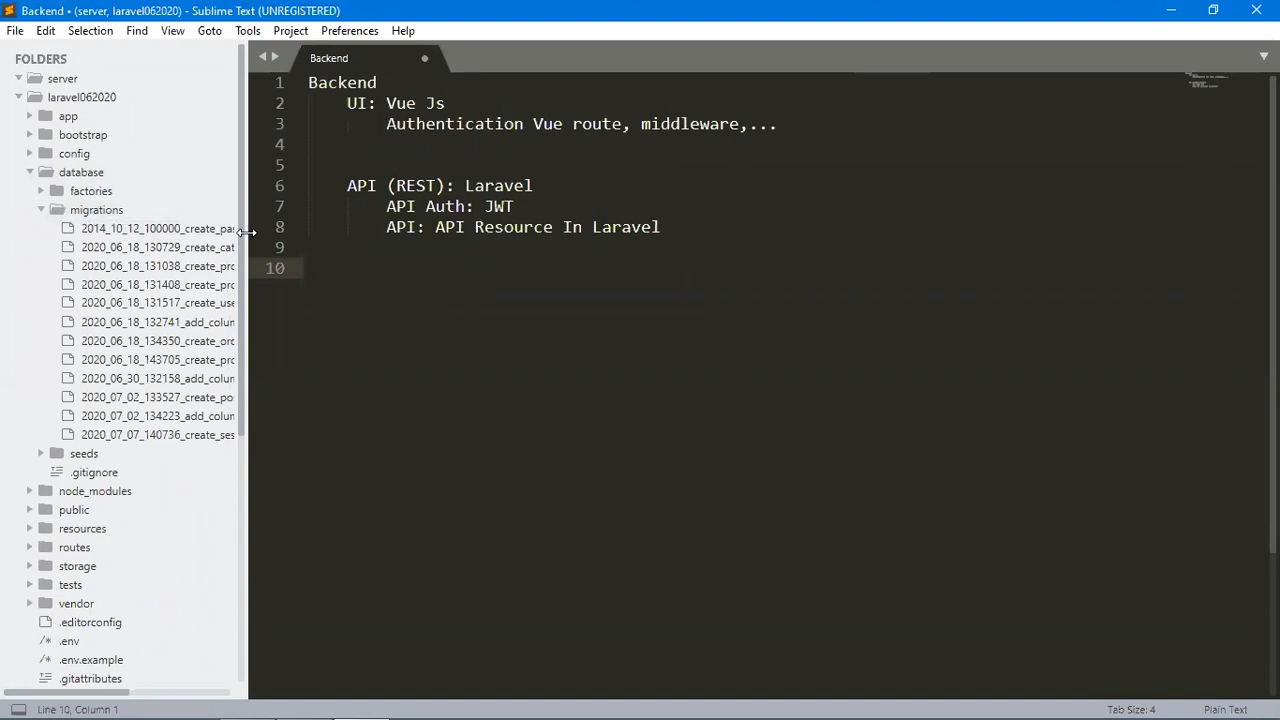 Backend • (server, laravel062020) - Sublime Text (UNREGISTERED)
File Edit Selection Find View Goto Tools Project Preferences Help
FOLDERS
server
laravel062020
app
bootstrap
config
database
factories
migrations
2014_10_12_100000_create_pas
2020_06_18_130729_create_cat
2020_06_18_131038_create_prc
2020_06_18_131408_create_prc
2020_06_18_131517_create_use
2020_06_18_132741_add_colun
2020_06_18_134350_create_orc
2020_06_18_143705_create_prc
2020_06_30_132158_add_colun
2020_07_02_133527_create_po
2020_07_02_134223_add_colun
2020_07_07_140736_create_ses
seeds
.gitignore
node_modules
public
resources
routes
storage
tests
vendor
.editorconfig
.env
.env.example
.gitattributes
Backend
1 Backend
2 UI: Vue Js
3 Authentication Vue route, middleware,...
4
5
6 API (REST): Laravel
7 API Auth: JWT
8 API: API Resource In Laravel
9
10
Line 10, Column 1
Tab Size: 4
Plain Text